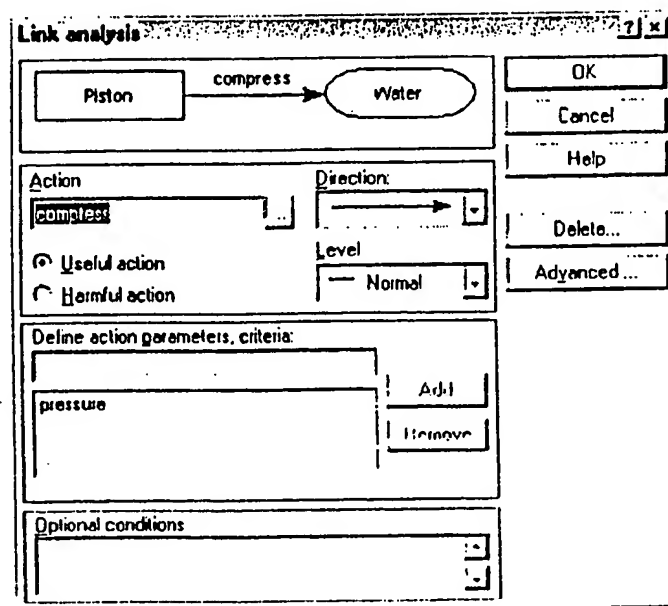 Link analysis
? x
Piston
compress
Water
OK
Cancel
Help
Delete...
Advanced ...
Action
compress
...
Useful action
Harmful action
Direction:
Level
Normal
Define action parameters, criteria:
pressure
Add
Remove
Optional conditions